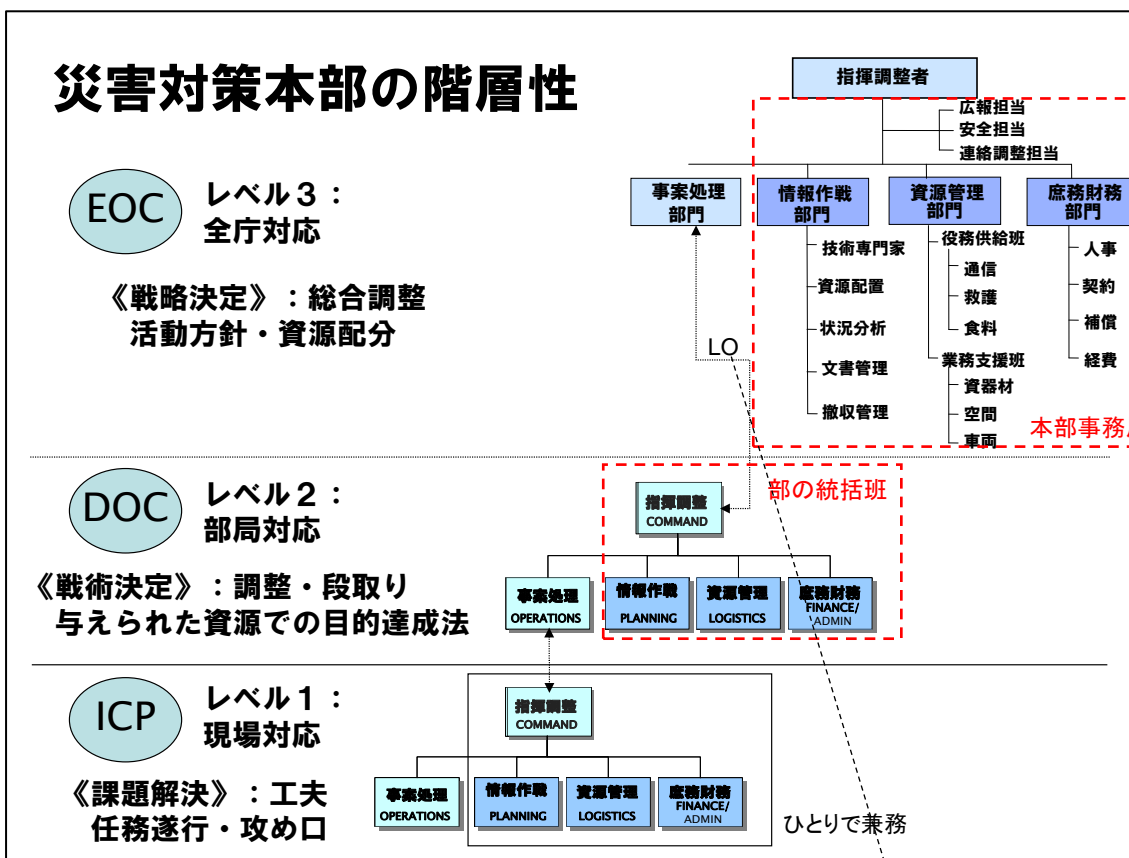 災害対策本部の階層性
指揮調整者
広報担当
安全担当
連絡調整担当
EOC
レベル３：
全庁対応
《戦略決定》：総合調整
活動方針・資源配分
事案処理
部門
情報作戦
部門
資源管理
部門
庶務財務
部門
技術専門家
資源配置
状況分析
文書管理
撤収管理
役務供給班
通信
救護
食料
業務支援班
資器材
空間
車両
人事
契約
補償
経費
LO
本部事務
DOC
レベル２：
部局対応
《戦術決定》：調整・段取り
与えられた資源での目的達成法
部の統括班
指揮調整
COMMAND
事案処理
OPERATIONS
情報作戦
PLANNING
資源管理
LOGISTICS
庶務財務
FINANCE/
ADMIN
ICP
レベル１：
現場対応
《課題解決》：工夫
任務遂行・攻め口
指揮調整
COMMAND
事案処理
OPERATIONS
情報作戦
PLANNING
資源管理
LOGISTICS
庶務財務
FINANCE/
ADMIN
ひとりで兼務